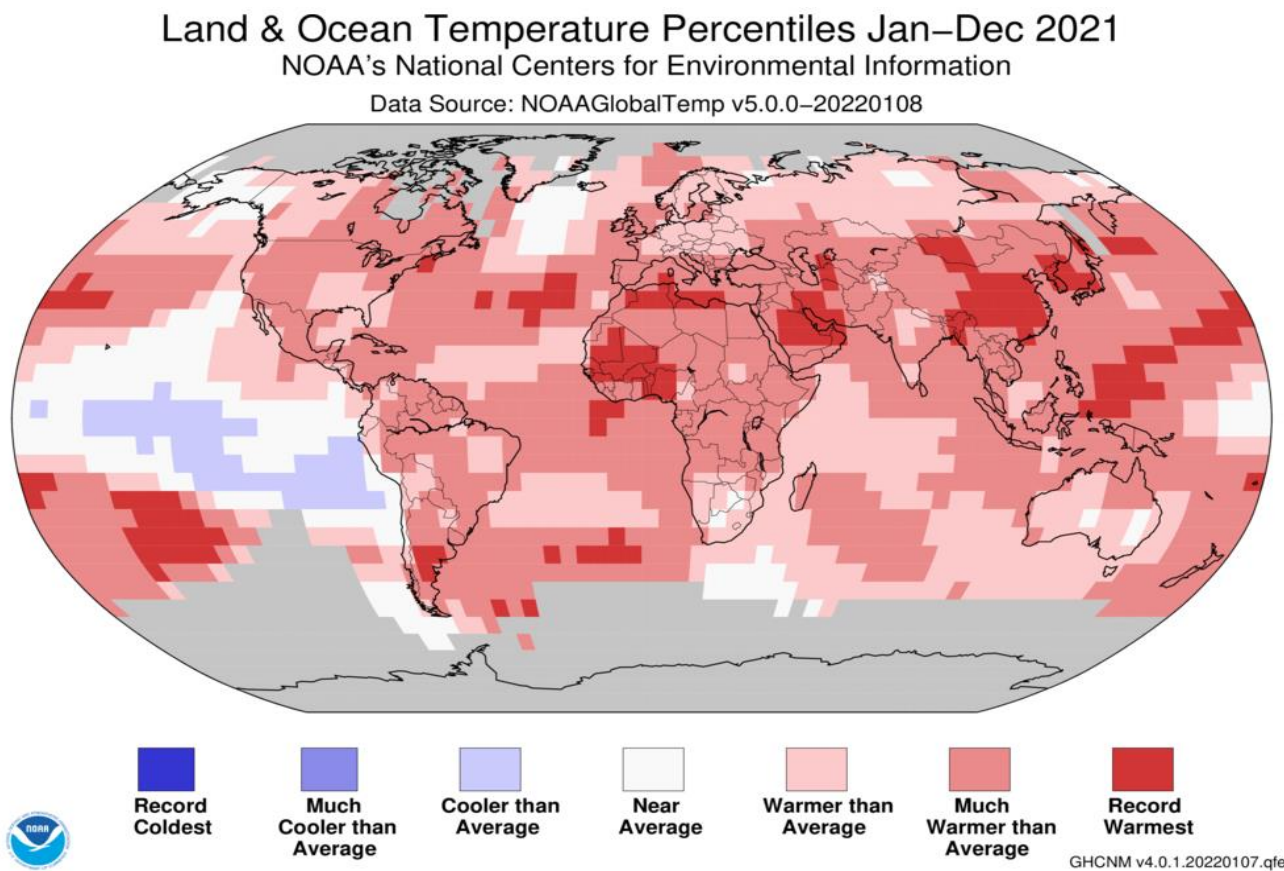 Land & Ocean Temperature Percentiles Jan–Dec 2021
NOAA's National Centers for Environmental Information
Data Source: NOAAGlobalTemp v5.0.0–20220108
Record
Coldest
Much
Cooler than
Average
Cooler than
Average
Near
Average
Warmer than
Average
Much
Warmer than
Average
Record
Warmest
NOAA
GHCNM v4.0.1.20220107.qfe